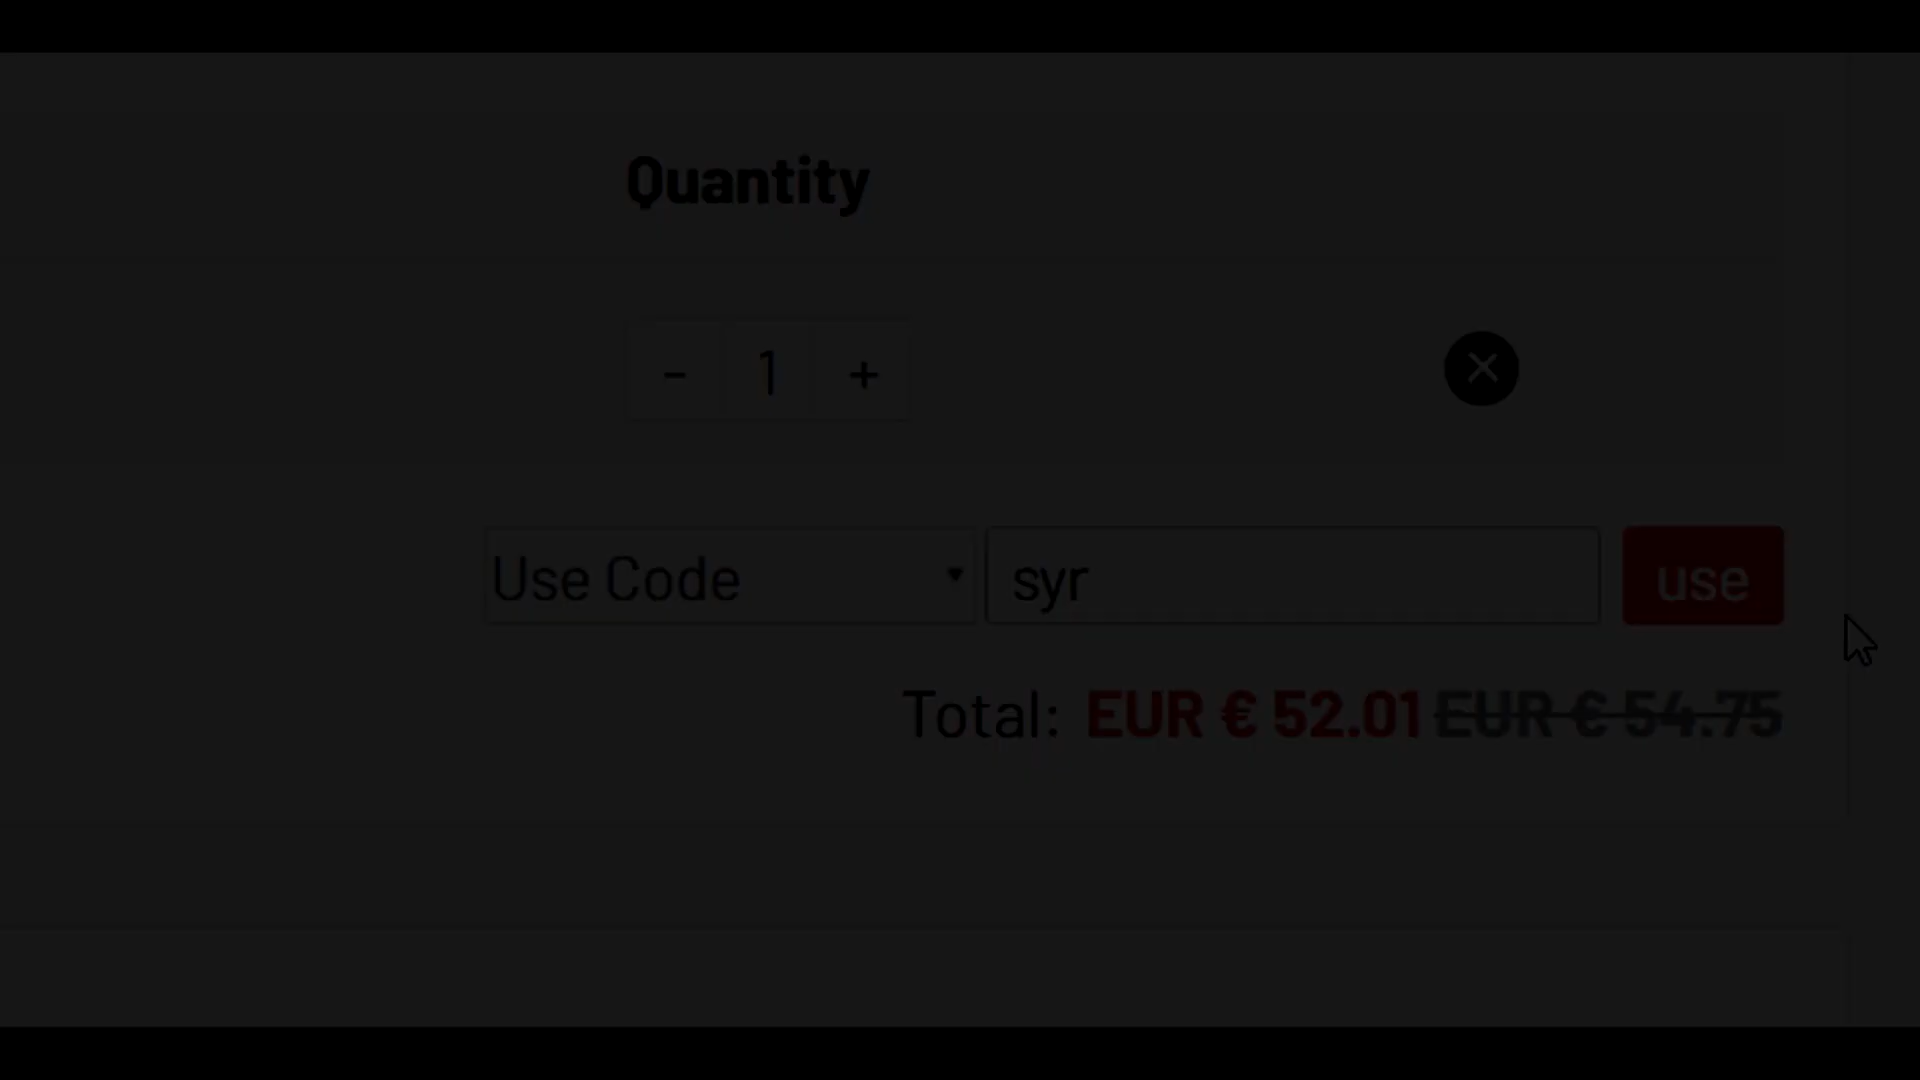 Quantity
- 1 +
Use Code syr use
Total: EUR € 52.01 EUR € 54.75